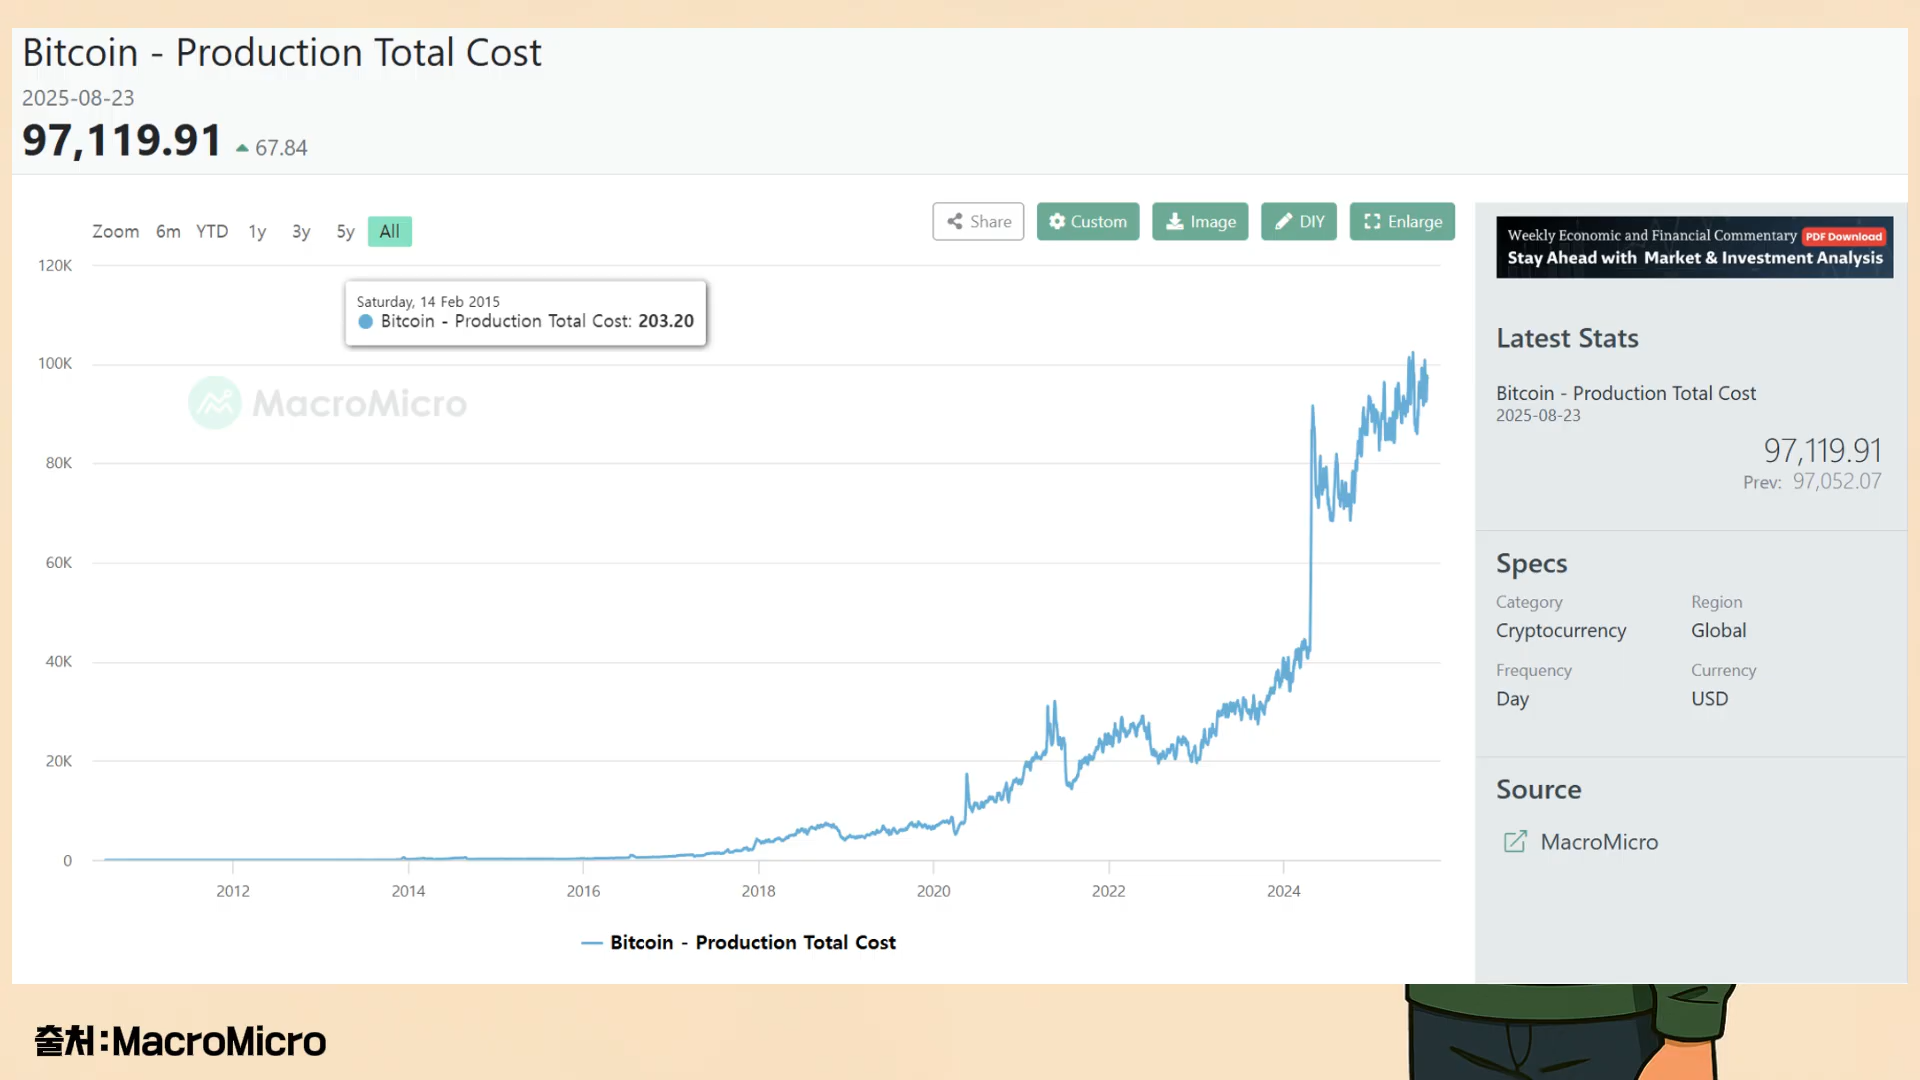 Bitcoin - Production Total Cost
2025-08-23
97,119.91 67.84
Zoom 6m YTD 1y 3y 5y All
Share Custom Image DIY Enlarge
120K
100K
80K
60K
40K
20K
0
Saturday, 14 Feb 2015
Bitcoin - Production Total Cost: 203.20
MacroMicro
2012 2014 2016 2018 2020 2022 2024
Bitcoin - Production Total Cost
Weekly Economic and Financial Commentary PDF Download
Stay Ahead with Market & Investment Analysis
Latest Stats
Bitcoin - Production Total Cost
2025-08-23
97,119.91
Prev: 97,052.07
Specs
Category Region
Cryptocurrency Global
Frequency Currency
Day USD
Source
MacroMicro
출처:MacroMicro